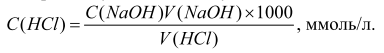 C(HCl) = C(NaOH)V(NaOH)×1000 / V(HCl), ммоль/л.